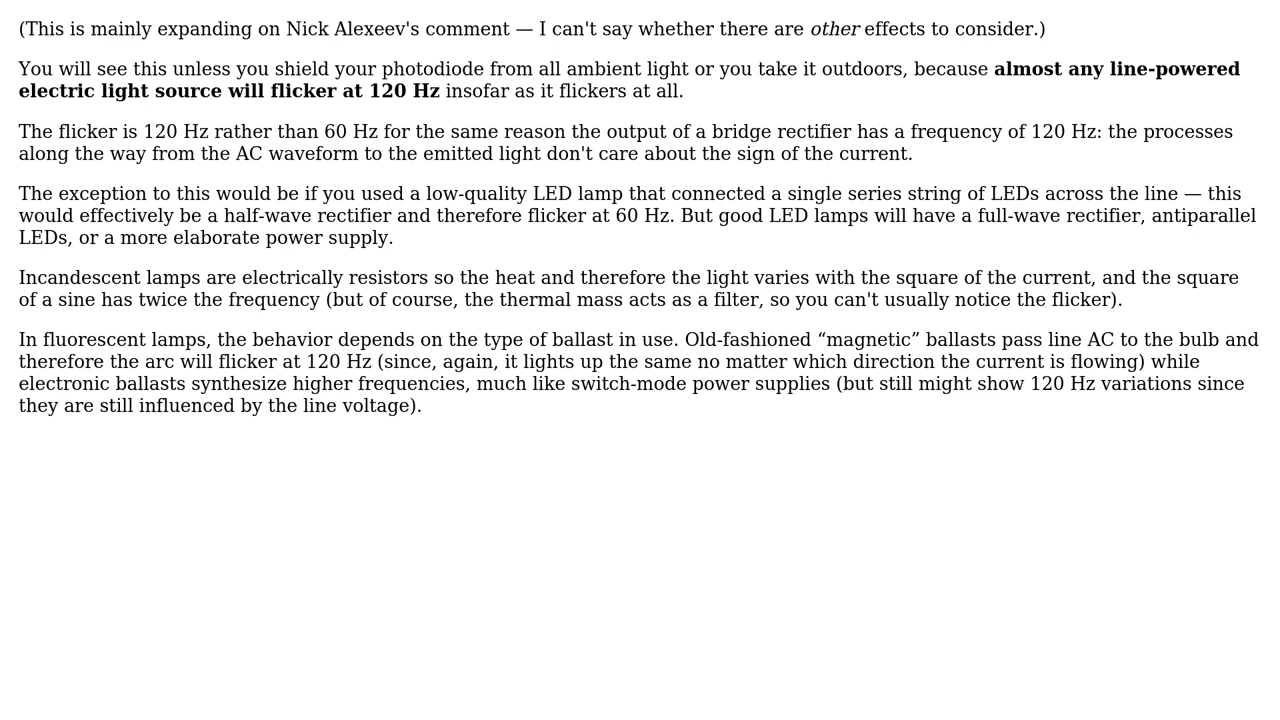 (This is mainly expanding on Nick Alexeev's comment — I can't say whether there are other effects to consider.)
You will see this unless you shield your photodiode from all ambient light or you take it outdoors, because almost any line-powered
electric light source will flicker at 120 Hz insofar as it flickers at all.
The flicker is 120 Hz rather than 60 Hz for the same reason the output of a bridge rectifier has a frequency of 120 Hz: the processes
along the way from the AC waveform to the emitted light don't care about the sign of the current.
The exception to this would be if you used a low-quality LED lamp that connected a single series string of LEDs across the line — this
would effectively be a half-wave rectifier and therefore flicker at 60 Hz. But good LED lamps will have a full-wave rectifier, antiparallel
LEDs, or a more elaborate power supply.
Incandescent lamps are electrically resistors so the heat and therefore the light varies with the square of the current, and the square
of a sine has twice the frequency (but of course, the thermal mass acts as a filter, so you can't usually notice the flicker).
In fluorescent lamps, the behavior depends on the type of ballast in use. Old-fashioned “magnetic” ballasts pass line AC to the bulb and
therefore the arc will flicker at 120 Hz (since, again, it lights up the same no matter which direction the current is flowing) while
electronic ballasts synthesize higher frequencies, much like switch-mode power supplies (but still might show 120 Hz variations since
they are still influenced by the line voltage).